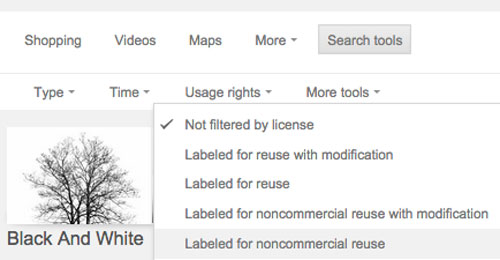 Shopping Videos Maps More Search tools
Type Time Usage rights More tools
Not filtered by license
Labeled for reuse with modification
Labeled for reuse
Labeled for noncommercial reuse with modification
Black And White
Labeled for noncommercial reuse